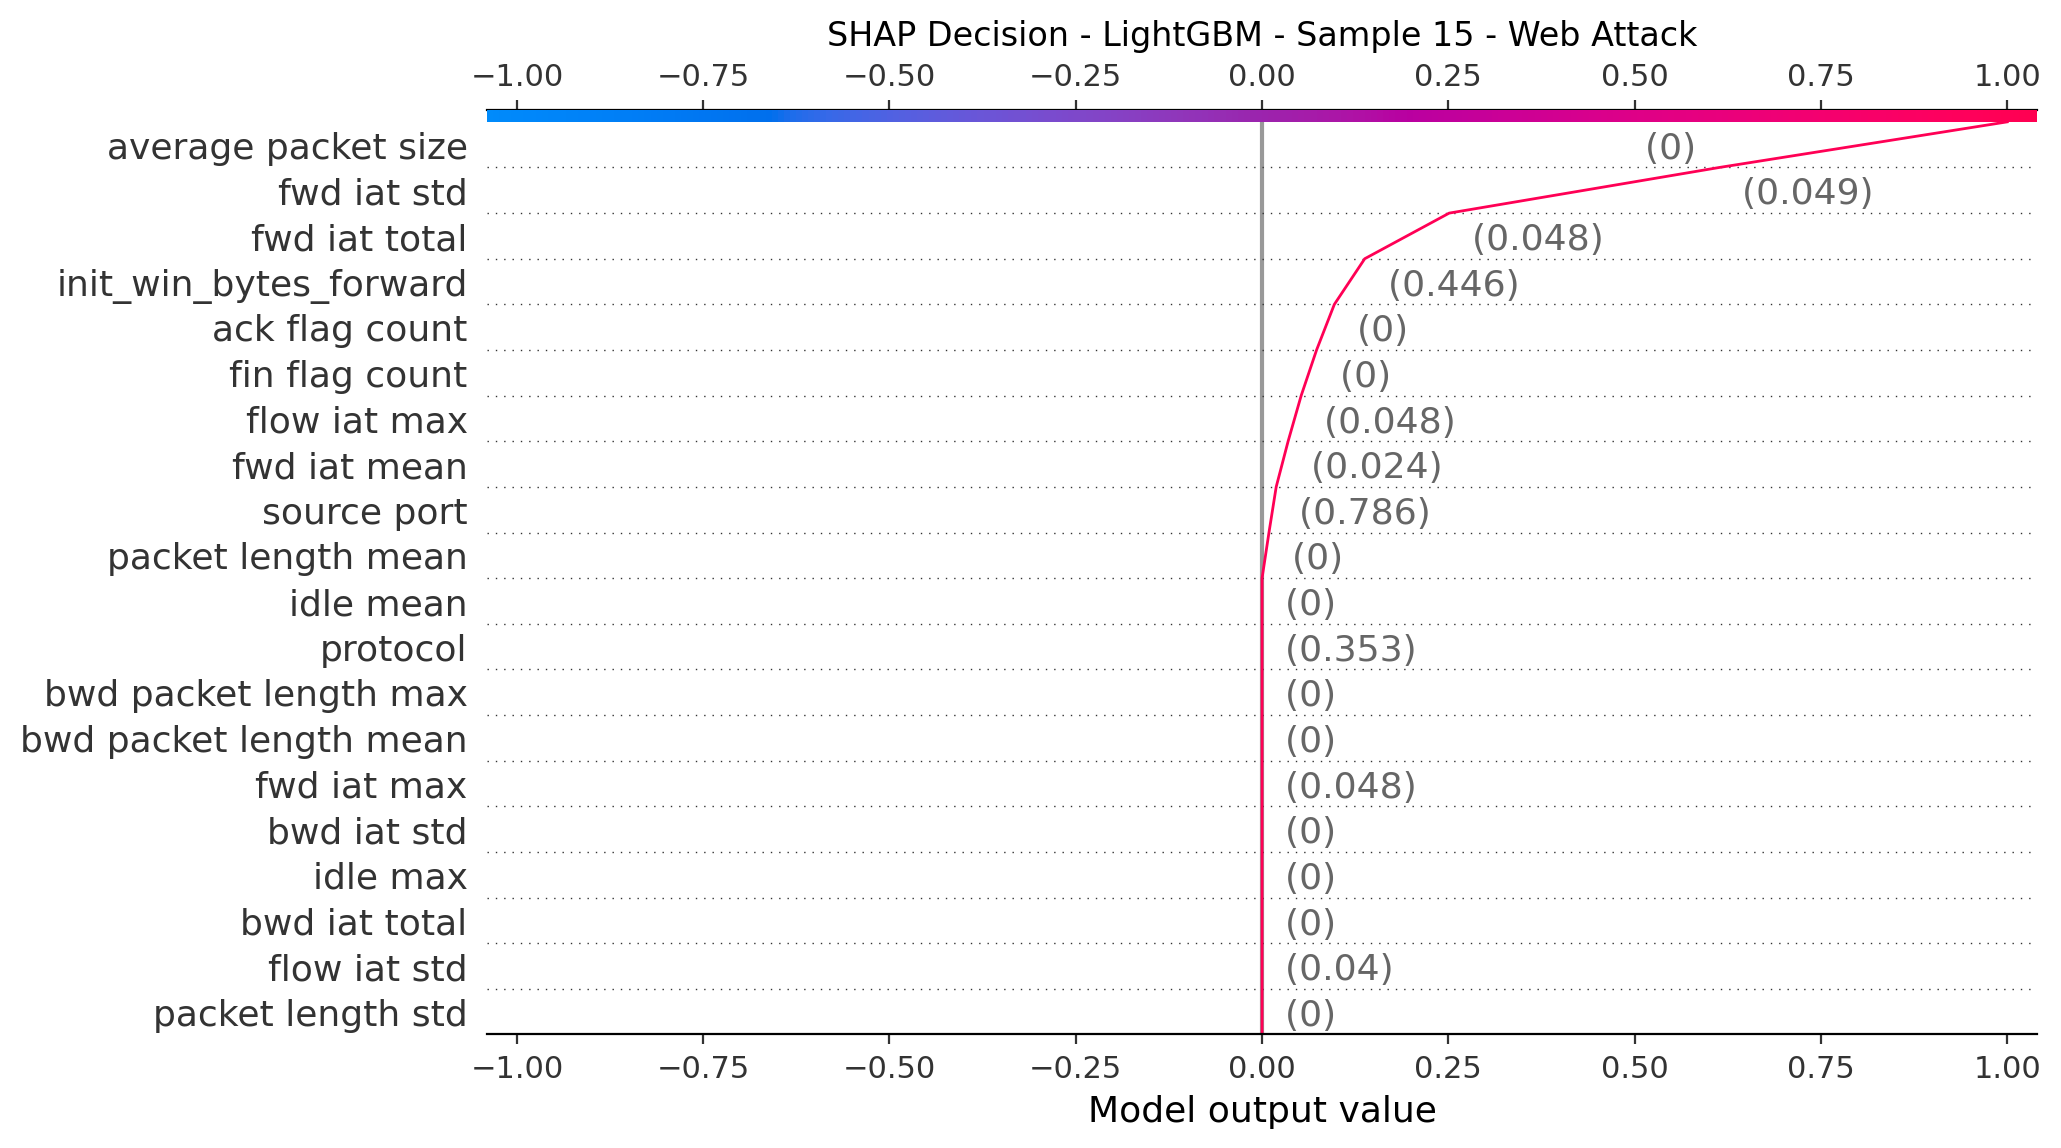 SHAP Decision - LightGBM - Sample 15 - Web Attack
−1.00 −0.75 −0.50 −0.25 0.00 0.25 0.50 0.75 1.00
average packet size (0)
fwd iat std (0.049)
fwd iat total (0.048)
init_win_bytes_forward (0.446)
ack flag count (0)
fin flag count (0)
flow iat max (0.048)
fwd iat mean (0.024)
source port (0.786)
packet length mean (0)
idle mean (0)
protocol (0.353)
bwd packet length max (0)
bwd packet length mean (0)
fwd iat max (0.048)
bwd iat std (0)
idle max (0)
bwd iat total (0)
flow iat std (0.04)
packet length std (0)
−1.00 −0.75 −0.50 −0.25 0.00 0.25 0.50 0.75 1.00
Model output value